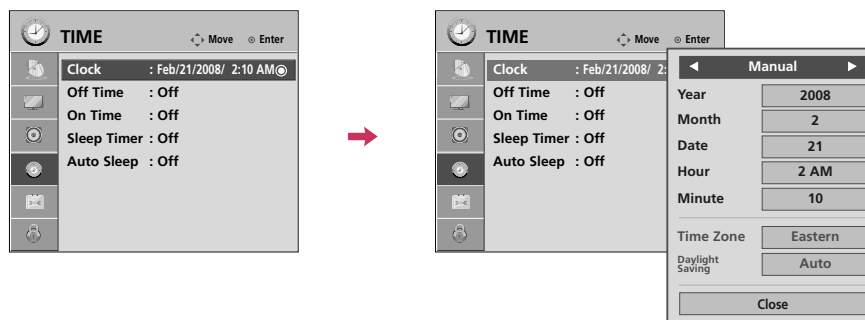 TIME
Move
Enter
Clock : Feb/21/2008/ 2:10 AM
Off Time : Off
On Time : Off
Sleep Timer : Off
Auto Sleep : Off
TIME
Move
Enter
Clock : Feb/21/2008/ 2:
Off Time : Off
On Time : Off
Sleep Timer : Off
Auto Sleep : Off
Manual
Year 2008
Month 2
Date 21
Hour 2 AM
Minute 10
Time Zone Eastern
Daylight
Saving Auto
Close